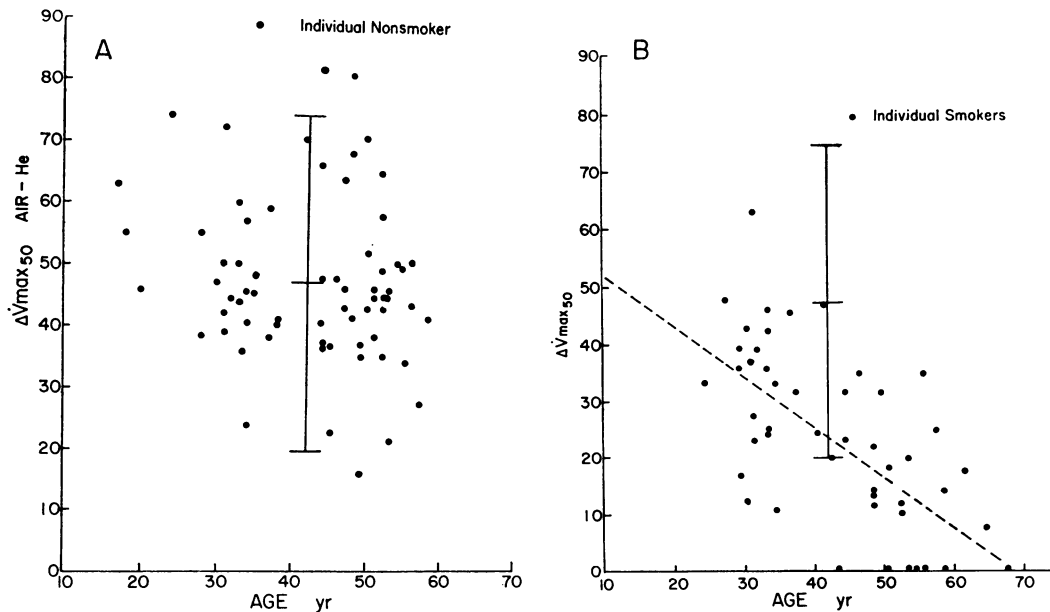 A
• Individual Nonsmoker
90
80
70
60
50
40
30
20
10
0
ΔV̇max50 AIR – He
10 20 30 40 50 60 70
AGE yr
B
• Individual Smokers
90
80
70
60
50
40
30
20
10
0
ΔV̇max50
10 20 30 40 50 60 70
AGE yr